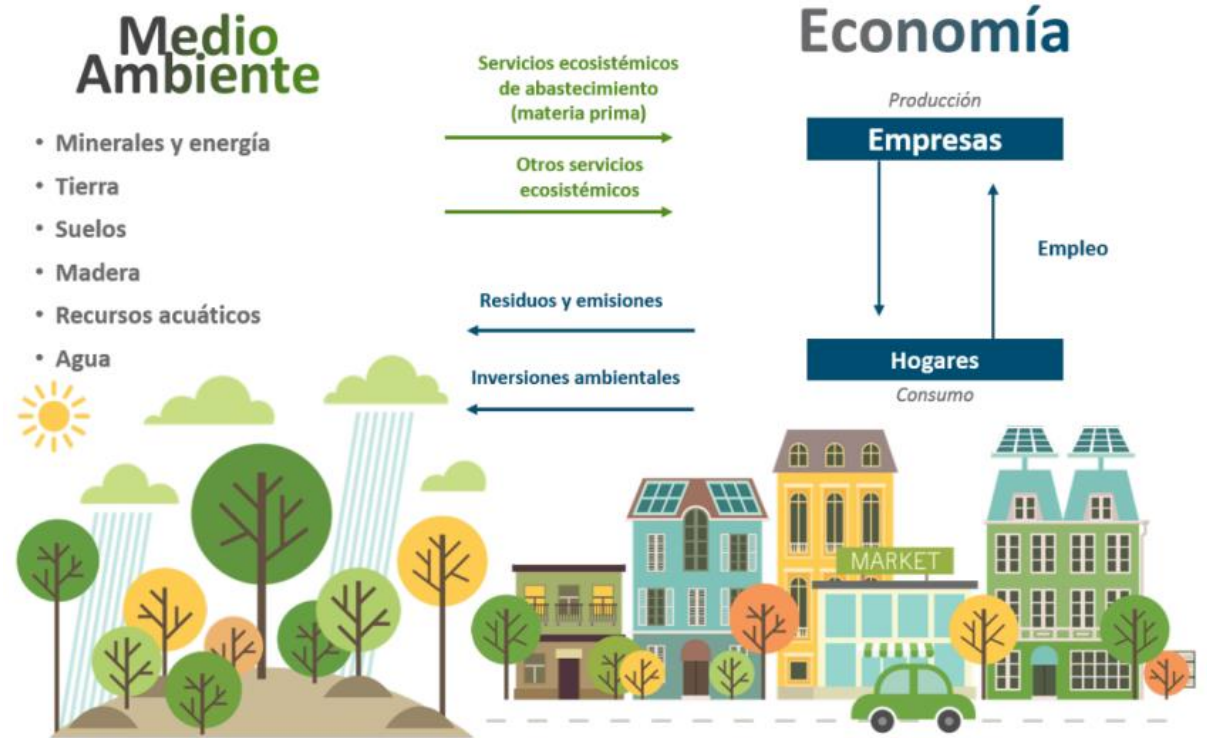 Medio
Ambiente
• Minerales y energía
• Tierra
• Suelos
• Madera
• Recursos acuáticos
• Agua
Servicios ecosistémicos
de abastecimiento
(materia prima)
Otros servicios
ecosistémicos
Residuos y emisiones
Inversiones ambientales
Economía
Producción
Empresas
Empleo
Hogares
Consumo
MARKET